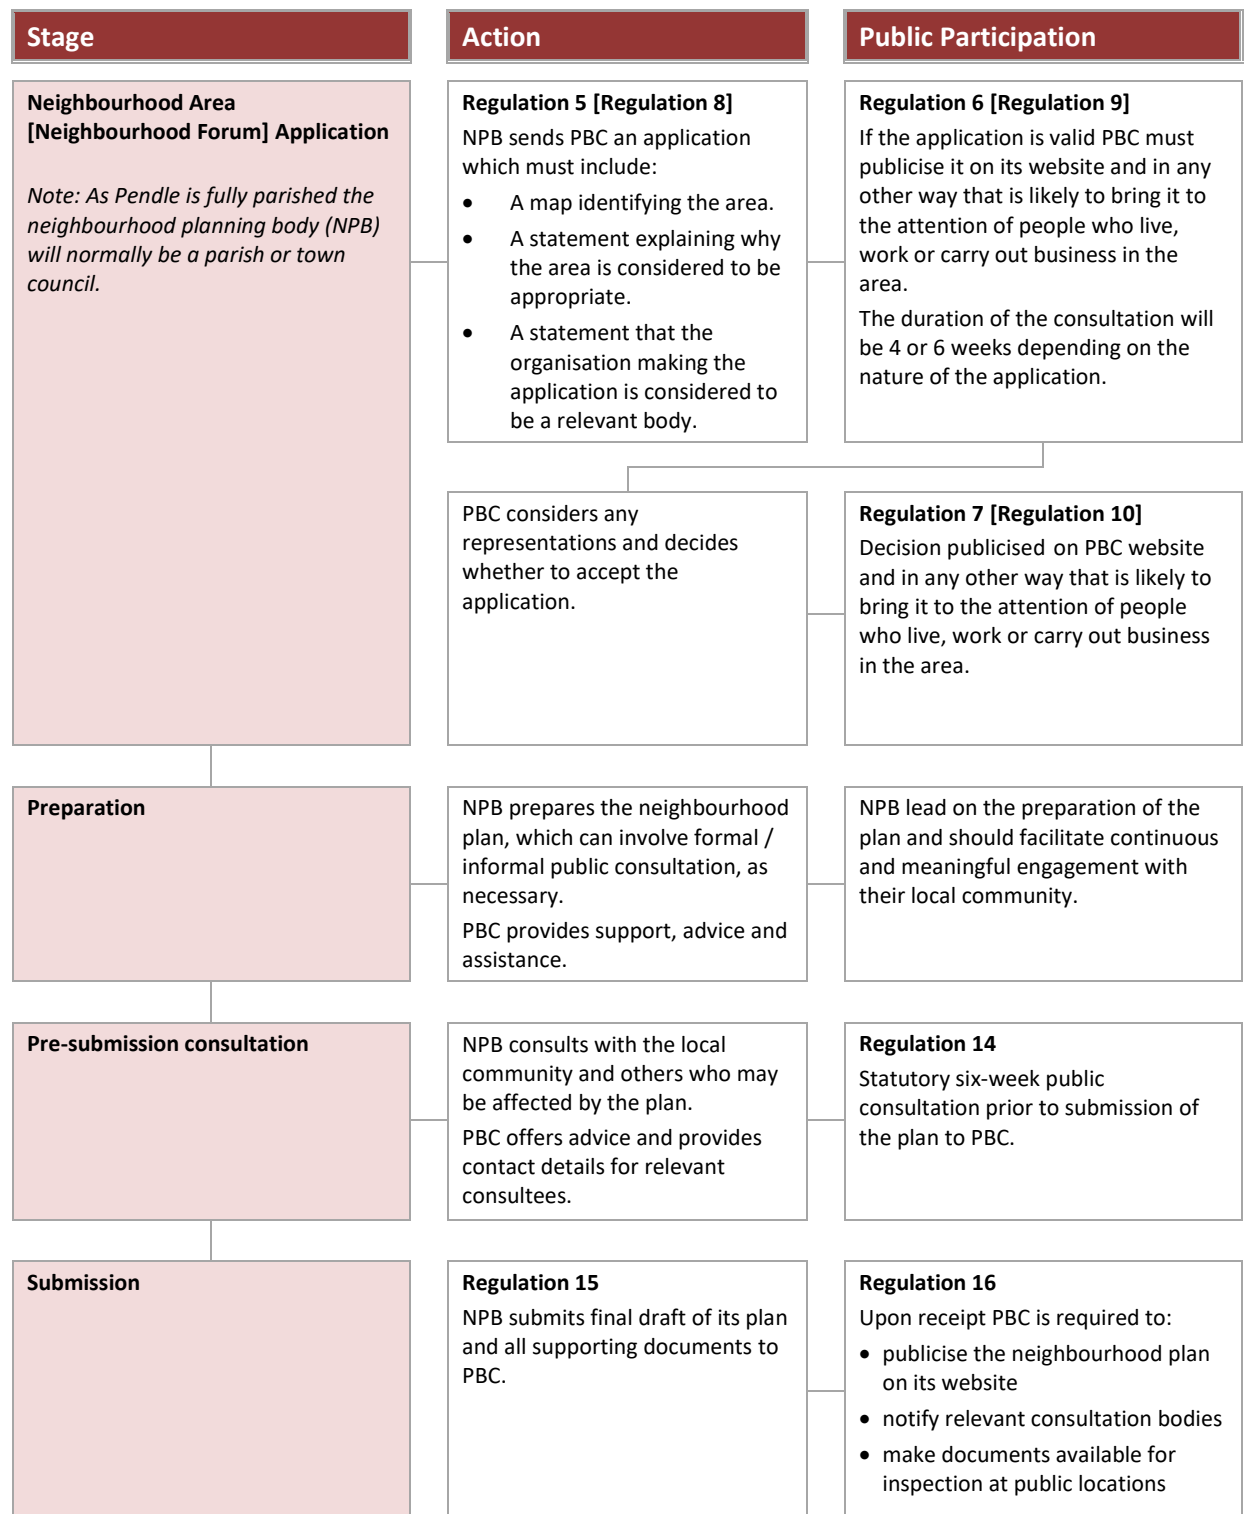 Stage
Action
Public Participation
Neighbourhood Area
[Neighbourhood Forum] Application
Note: As Pendle is fully parished the
neighbourhood planning body (NPB)
will normally be a parish or town
council.
Regulation 5 [Regulation 8]
NPB sends PBC an application
which must include:
• A map identifying the area.
• A statement explaining why
the area is considered to be
appropriate.
• A statement that the
organisation making the
application is considered to
be a relevant body.
Regulation 6 [Regulation 9]
If the application is valid PBC must
publicise it on its website and in any
other way that is likely to bring it to
the attention of people who live,
work or carry out business in the
area.
The duration of the consultation will
be 4 or 6 weeks depending on the
nature of the application.
PBC considers any
representations and decides
whether to accept the
application.
Regulation 7 [Regulation 10]
Decision publicised on PBC website
and in any other way that is likely to
bring it to the attention of people
who live, work or carry out business
in the area.
Preparation
NPB prepares the neighbourhood
plan, which can involve formal /
informal public consultation, as
necessary.
PBC provides support, advice and
assistance.
NPB lead on the preparation of the
plan and should facilitate continuous
and meaningful engagement with
their local community.
Pre-submission consultation
NPB consults with the local
community and others who may
be affected by the plan.
PBC offers advice and provides
contact details for relevant
consultees.
Regulation 14
Statutory six-week public
consultation prior to submission of
the plan to PBC.
Submission
Regulation 15
NPB submits final draft of its plan
and all supporting documents to
PBC.
Regulation 16
Upon receipt PBC is required to:
• publicise the neighbourhood plan
on its website
• notify relevant consultation bodies
• make documents available for
inspection at public locations